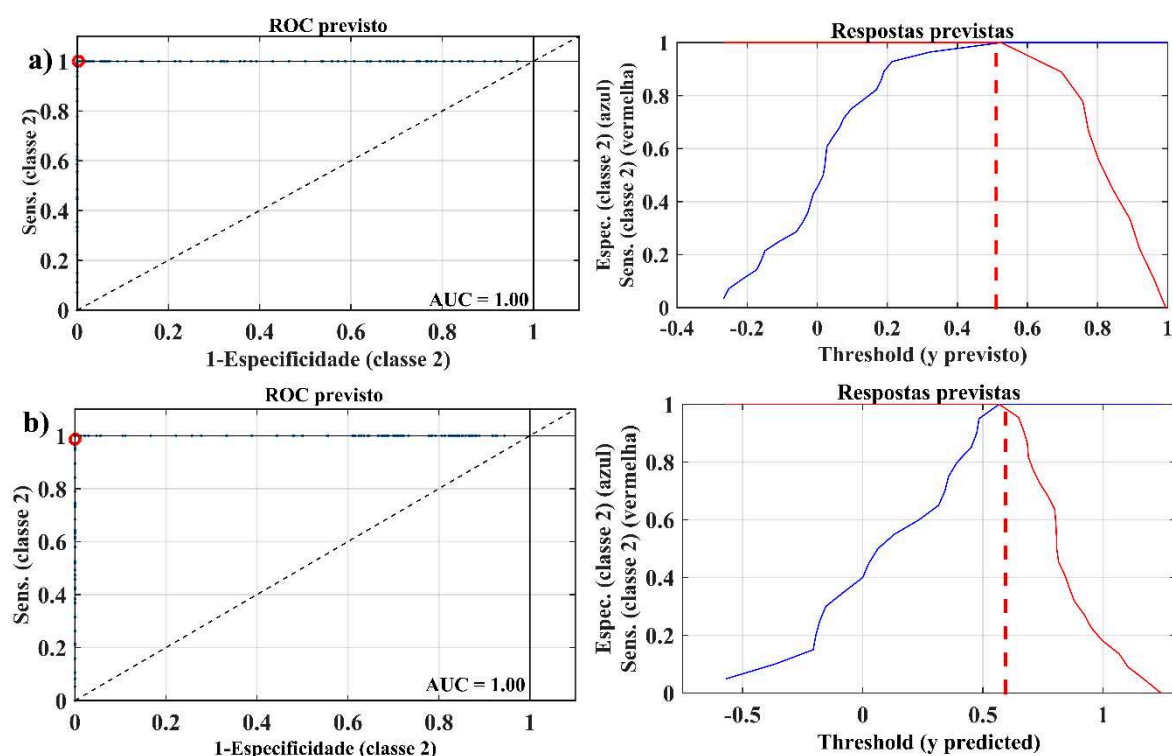 a)
ROC previsto
Sens. (classe 2)
1
0.8
0.6
0.4
0.2
0
AUC = 1.00
0 0.2 0.4 0.6 0.8 1
1-Especificidade (classe 2)
Respostas previstas
Espec. (classe 2) (azul)
Sens. (classe 2) (vermelha)
1
0.8
0.6
0.4
0.2
0
-0.4 -0.2 0 0.2 0.4 0.6 0.8 1
Threshold (y previsto)
b)
ROC previsto
Sens. (classe 2)
1
0.8
0.6
0.4
0.2
0
AUC = 1.00
0 0.2 0.4 0.6 0.8 1
1-Especificidade (classe 2)
Respostas previstas
Espec. (classe 2) (azul)
Sens. (classe 2) (vermelha)
1
0.8
0.6
0.4
0.2
0
-0.5 0 0.5 1
Threshold (y predicted)